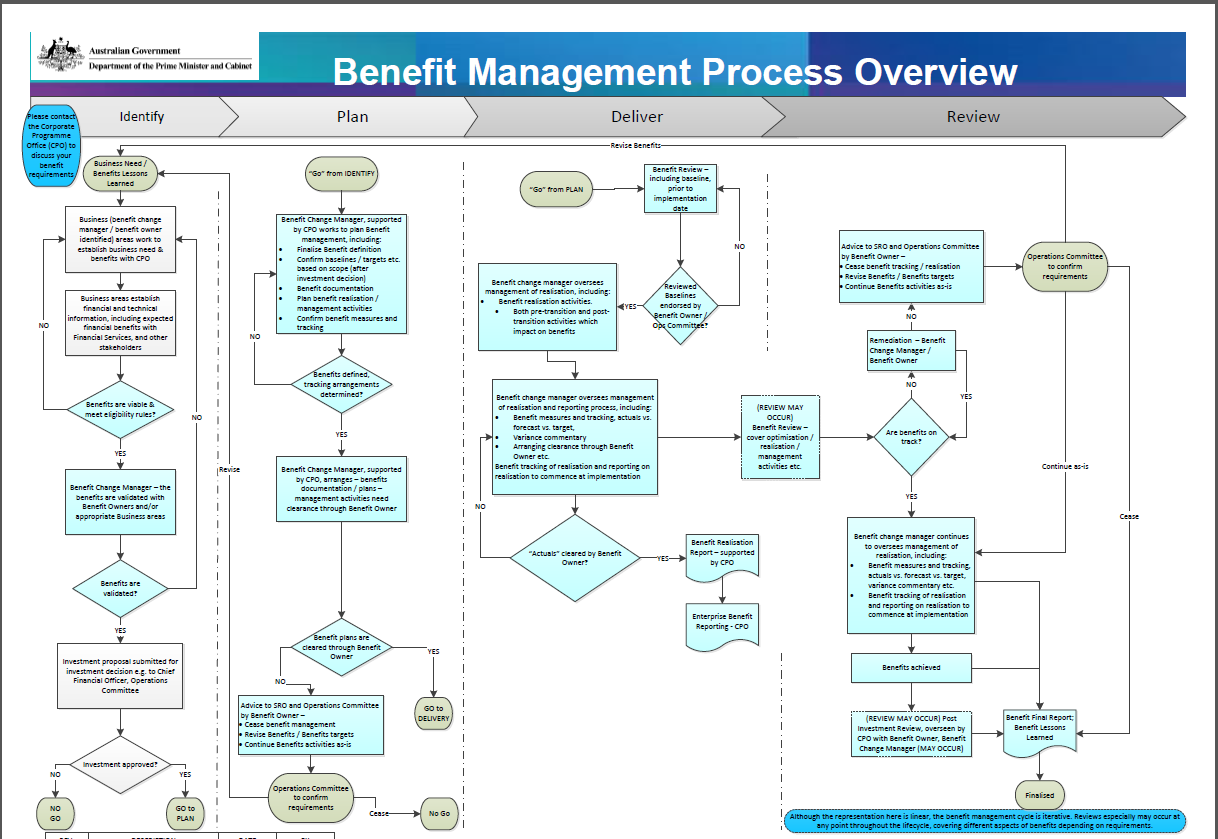 Australian Government
Department of the Prime Minister and Cabinet
Benefit Management Process Overview
Identify
Plan
Deliver
Review
Please contact
the Corporate
Programme
Office (CPO) to
discuss your
benefit
requirements
Revise Benefits
Business Need /
Benefits Lessons
Learned
Business (benefit change
manager / benefit owner
identified) areas work to
establish business need &
benefits with CPO
Business areas establish
financial and technical
information, including expected
financial benefits with
Financial Services, and other
stakeholders
NO
Benefits are viable &
meet eligibility rules?
NO
YES
Benefit Change Manager – the
benefits are validated with
Benefit Owners and/or
appropriate Business areas
Benefits are
validated?
YES
Investment proposal submitted for
investment decision e.g. to Chief
Financial Officer, Operations
Committee
Investment approved?
NO
YES
NO
GO
GO to
PLAN
Revise
"Go" from IDENTIFY
Benefit Change Manager, supported
by CPO works to plan Benefit
management, including:
• Finalise Benefit definition
• Confirm baselines / targets etc.
based on scope (after
investment decision)
• Benefit documentation
• Plan benefit realisation /
management activities
• Confirm benefit measures and
tracking
NO
Benefits defined,
tracking arrangements
determined?
YES
Benefit Change Manager, supported
by CPO, arranges – benefits
documentation / plans –
management activities need
clearance through Benefit Owner
Benefit plans are
cleared through Benefit
Owner
YES
NO
GO to
DELIVERY
Advice to SRO and Operations Committee
by Benefit Owner –
• Cease benefit management
• Revise Benefits / Benefits targets
• Continue Benefits activities as-is
Operations Committee
to confirm
requirements
Cease
No Go
"Go" from PLAN
Benefit Review –
including baseline,
prior to
implementation
date
NO
Reviewed
Baselines
endorsed by
Benefit Owner /
Ops Committee?
YES
Benefit change manager oversees
management of realisation, including:
• Benefit realisation activities.
• Both pre-transition and post-
transition activities which
impact on benefits
Benefit change manager oversees management
of realisation and reporting process, including:
• Benefit measures and tracking, actuals vs.
forecast vs. target,
• Variance commentary
• Arranging clearance through Benefit
Owner etc.
Benefit tracking of realisation and reporting on
realisation to commence at implementation
NO
"Actuals" cleared by Benefit
Owner?
YES
Benefit Realisation
Report – supported
by CPO
Enterprise Benefit
Reporting - CPO
(REVIEW MAY
OCCUR)
Benefit Review –
cover optimisation /
realisation /
management
activities etc.
Advice to SRO and Operations Committee
by Benefit Owner –
• Cease benefit tracking / realisation
• Revise Benefits / Benefits targets
• Continue Benefits activities as-is
Operations Committee
to confirm
requirements
NO
Remediation – Benefit
Change Manager /
Benefit Owner
NO
YES
Are benefits on
track?
YES
Continue as-is
Cease
Benefit change manager continues
to oversees management of
realisation, including:
• Benefit measures and tracking,
actuals vs. forecast vs. target,
variance commentary etc.
• Benefit tracking of realisation
and reporting on realisation to
commence at implementation
Benefits achieved
(REVIEW MAY OCCUR) Post
Investment Review, overseen by
CPO with Benefit Owner, Benefit
Change Manager (MAY OCCUR)
Benefit Final Report;
Benefit Lessons
Learned
Finalised
Although the representation here is linear, the benefit management cycle is iterative. Reviews especially may occur at
any point throughout the lifecycle, covering different aspects of benefits depending on requirements.